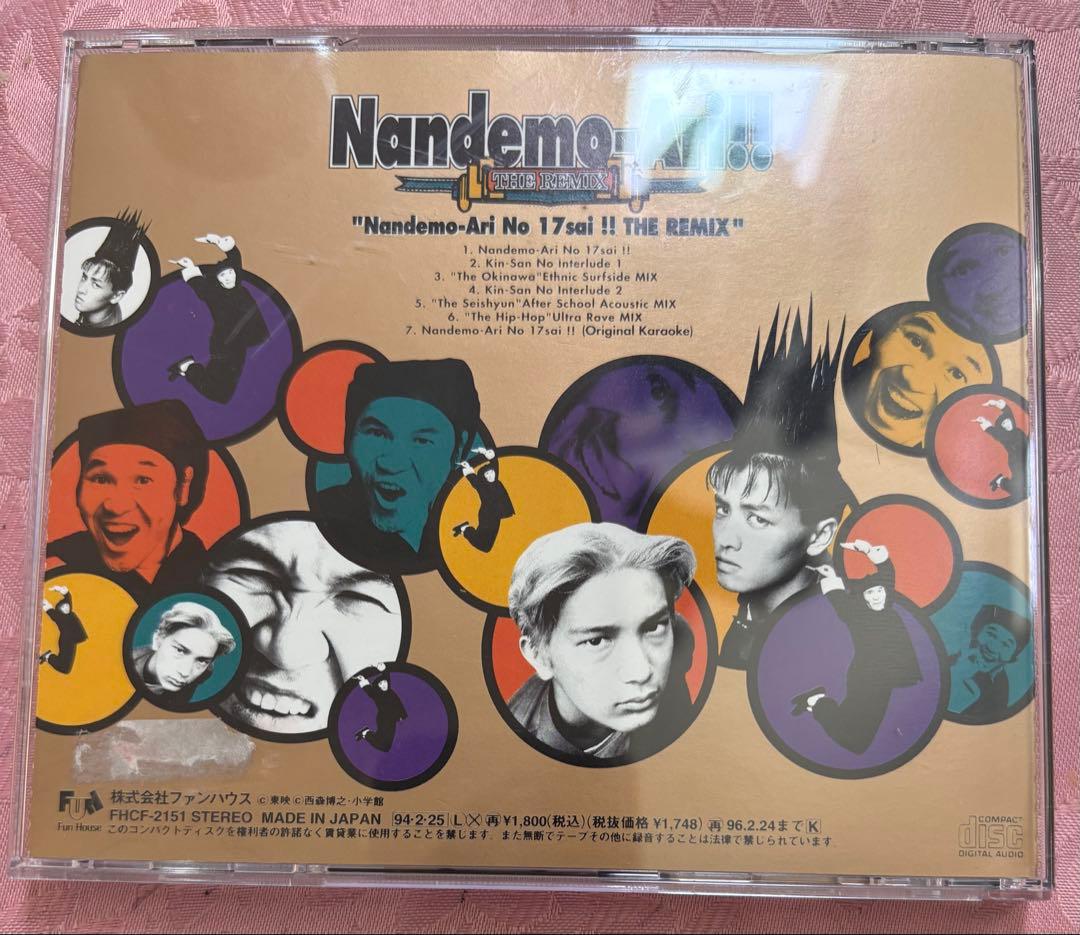 Nandemo-Ari!!
THE REMIX
"Nandemo-Ari No 17sai !! THE REMIX"
1. Nandemo-Ari No 17sai !!
2. Kin-San No Interlude 1
3. "The Okinawa"Ethnic Surfside MIX
4. Kin-San No Interlude 2
5. "The Seishyun"After School Acoustic MIX
6. "The Hip-Hop"Ultra Rave MIX
7. Nandemo-Ari No 17sai !! (Original Karaoke)
FUN 株式会社ファンハウス ©東映©西森博之・小学館
Fun House FHCF-2151 STEREO MADE IN JAPAN 94・2・25 L X 再 ¥1,800(税込)(税抜価格 ¥1,748) 再 96.2.24まで K
このコンパクトディスクを権利者の許諾なく賃貸業に使用することを禁じます。また無断でテープその他に録音することは法律で禁じられています
COMPACT
disc
DIGITAL AUDIO